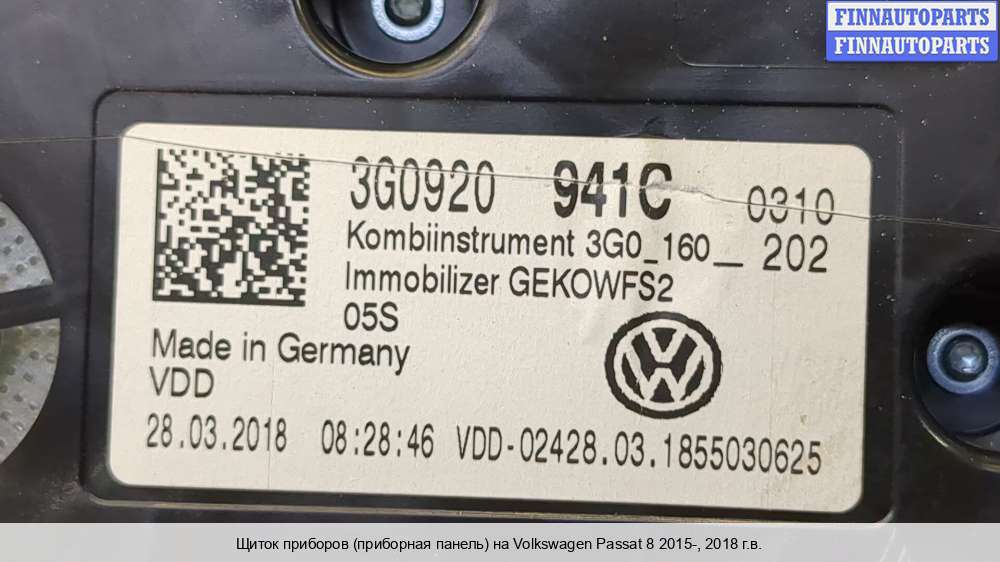 FINNAUTOPARTS
FINNAUTOPARTS
3G0920 941C 0310
Kombiinstrument 3G0_160__ 202
Immobilizer GEKOWFS2
05S
Made in Germany
VDD
28.03.2018 08:28:46 VDD-02428.03.1855030625
Щиток приборов (приборная панель) на Volkswagen Passat 8 2015-, 2018 г.в.